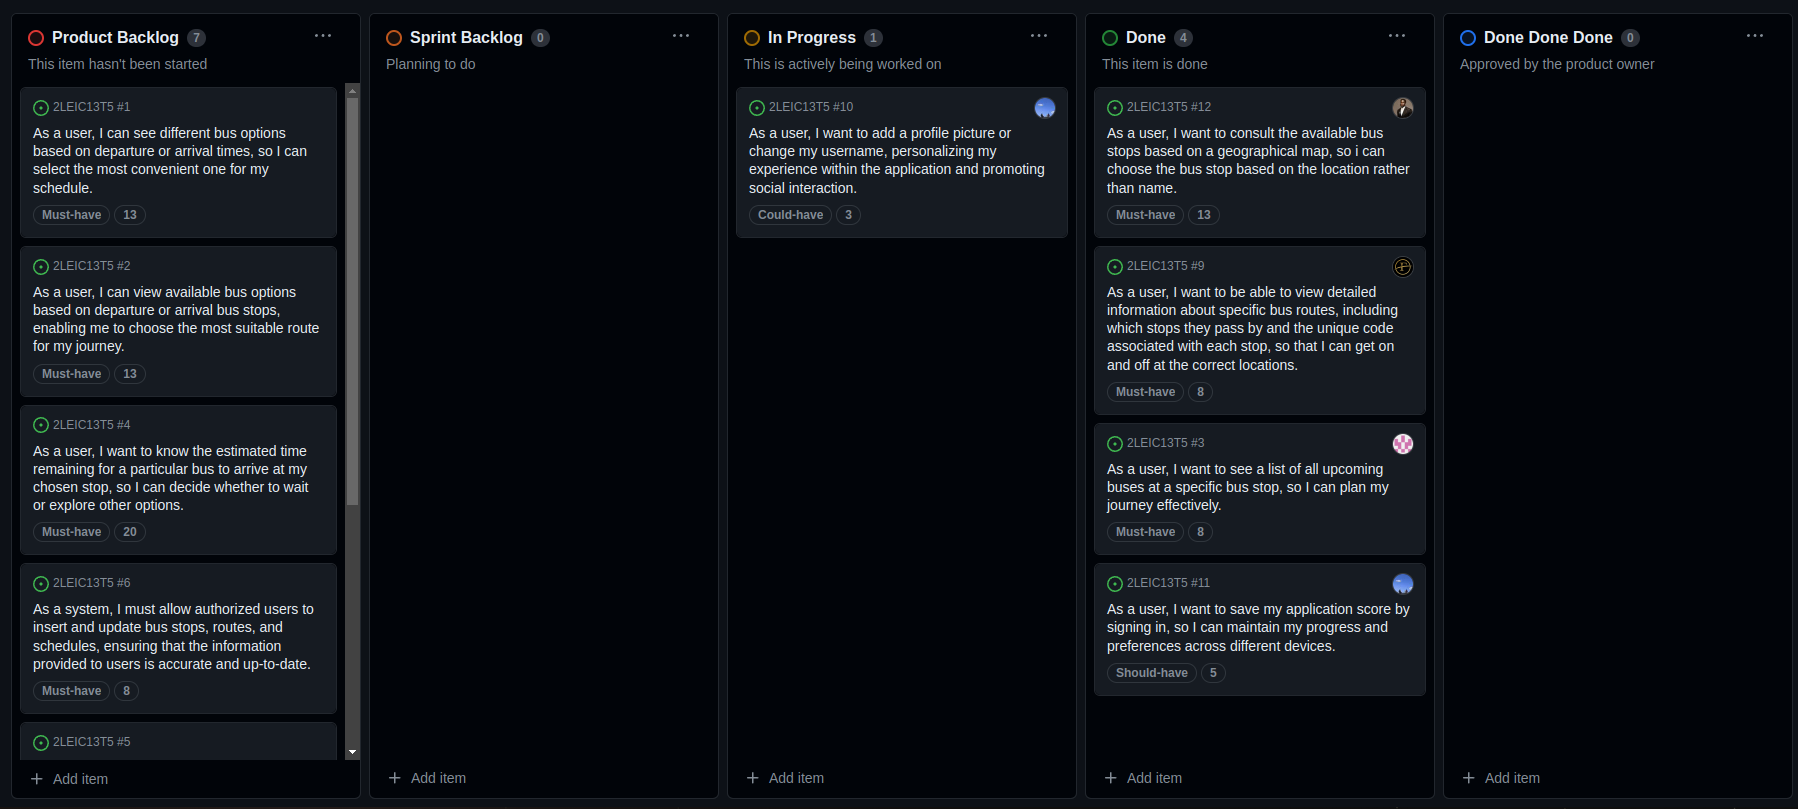 Product Backlog 7
This item hasn't been started
2LEIC13T5 #1
As a user, I can see different bus options
based on departure or arrival times, so I can
select the most convenient one for my
schedule.
Must-have 13
2LEIC13T5 #2
As a user, I can view available bus options
based on departure or arrival bus stops,
enabling me to choose the most suitable route
for my journey.
Must-have 13
2LEIC13T5 #4
As a user, I want to know the estimated time
remaining for a particular bus to arrive at my
chosen stop, so I can decide whether to wait
or explore other options.
Must-have 20
2LEIC13T5 #6
As a system, I must allow authorized users to
insert and update bus stops, routes, and
schedules, ensuring that the information
provided to users is accurate and up-to-date.
Must-have 8
2LEIC13T5 #5
Add item
Sprint Backlog 0
Planning to do
Add item
In Progress 1
This is actively being worked on
2LEIC13T5 #10
As a user, I want to add a profile picture or
change my username, personalizing my
experience within the application and promoting
social interaction.
Could-have 3
Add item
Done 4
This item is done
2LEIC13T5 #12
As a user, I want to consult the available bus
stops based on a geographical map, so i can
choose the bus stop based on the location rather
than name.
Must-have 13
2LEIC13T5 #9
As a user, I want to be able to view detailed
information about specific bus routes, including
which stops they pass by and the unique code
associated with each stop, so that I can get on
and off at the correct locations.
Must-have 8
2LEIC13T5 #3
As a user, I want to see a list of all upcoming
buses at a specific bus stop, so I can plan my
journey effectively.
Must-have 8
2LEIC13T5 #11
As a user, I want to save my application score by
signing in, so I can maintain my progress and
preferences across different devices.
Should-have 5
Add item
Done Done Done 0
Approved by the product owner
Add item